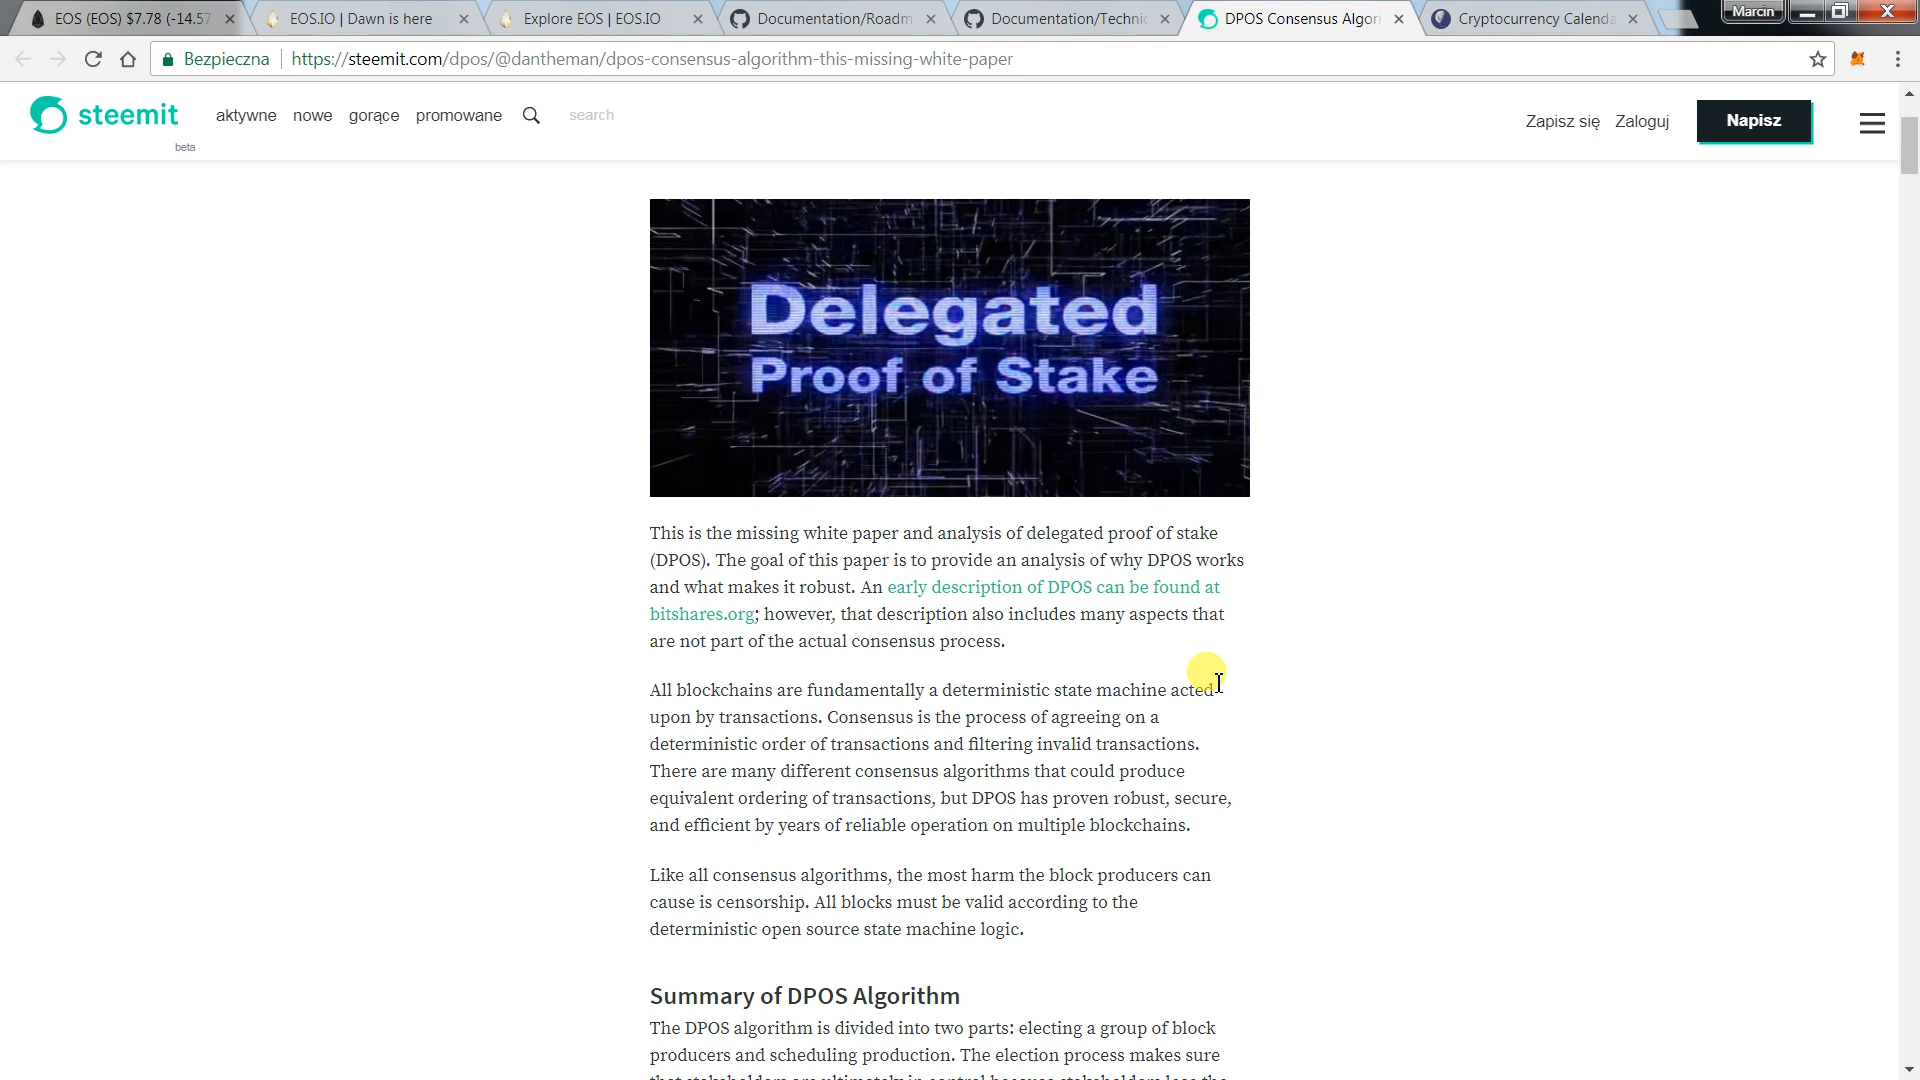 EOS (EOS) $7.78 (-14.57
EOS.IO | Dawn is here
Explore EOS | EOS.IO
Documentation/Roadm
Documentation/Technic
DPOS Consensus Algori
Cryptocurrency Calenda
Marcin
Bezpieczna
https://steemit.com/dpos/@dantheman/dpos-consensus-algorithm-this-missing-white-paper
steemit
beta
aktywne nowe gorące promowane
search
Zapisz się Zaloguj
Napisz
Delegated
Proof of Stake
This is the missing white paper and analysis of delegated proof of stake
(DPOS). The goal of this paper is to provide an analysis of why DPOS works
and what makes it robust. An early description of DPOS can be found at
bitshares.org; however, that description also includes many aspects that
are not part of the actual consensus process.
All blockchains are fundamentally a deterministic state machine acted
upon by transactions. Consensus is the process of agreeing on a
deterministic order of transactions and filtering invalid transactions.
There are many different consensus algorithms that could produce
equivalent ordering of transactions, but DPOS has proven robust, secure,
and efficient by years of reliable operation on multiple blockchains.
Like all consensus algorithms, the most harm the block producers can
cause is censorship. All blocks must be valid according to the
deterministic open source state machine logic.
Summary of DPOS Algorithm
The DPOS algorithm is divided into two parts: electing a group of block
producers and scheduling production. The election process makes sure